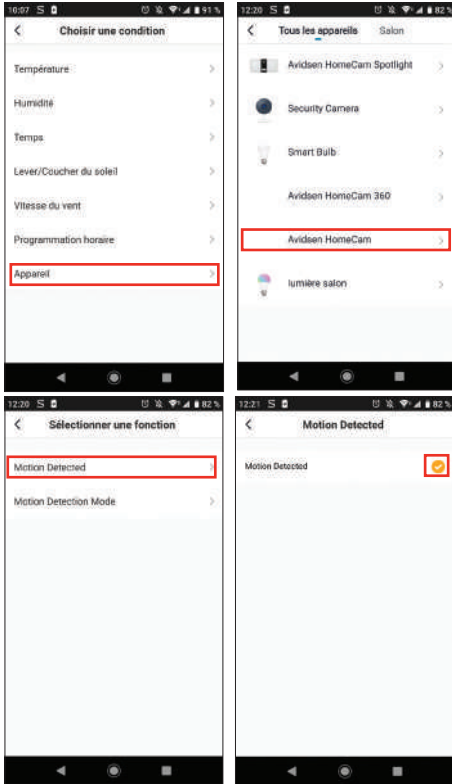 10:07 S 91 %
Choisir une condition
Température
Humidité
Temps
Lever/Coucher du soleil
Vitesse du vent
Programmation horaire
Appareil
12:20 S 82 %
Tous les appareils Salon
Avidsen HomeCam Spotlight
Security Camera
Smart Bulb
Avidsen HomeCam 360
Avidsen HomeCam
lumière salon
12:20 S 82 %
Sélectionner une fonction
Motion Detected
Motion Detection Mode
12:21 S 82 %
Motion Detected
Motion Detected